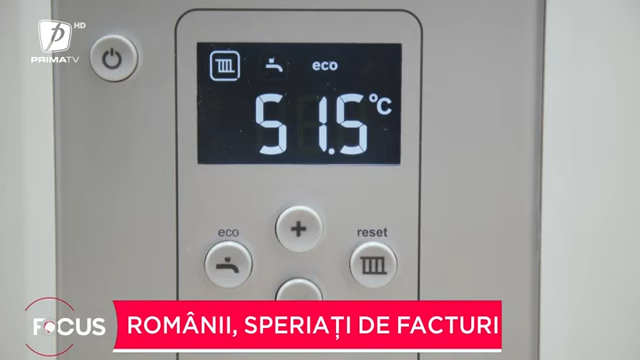 PRIMATV HD
eco
51.5°C
eco
reset
FOCUS
ROMÂNII, SPERIAȚI DE FACTURI